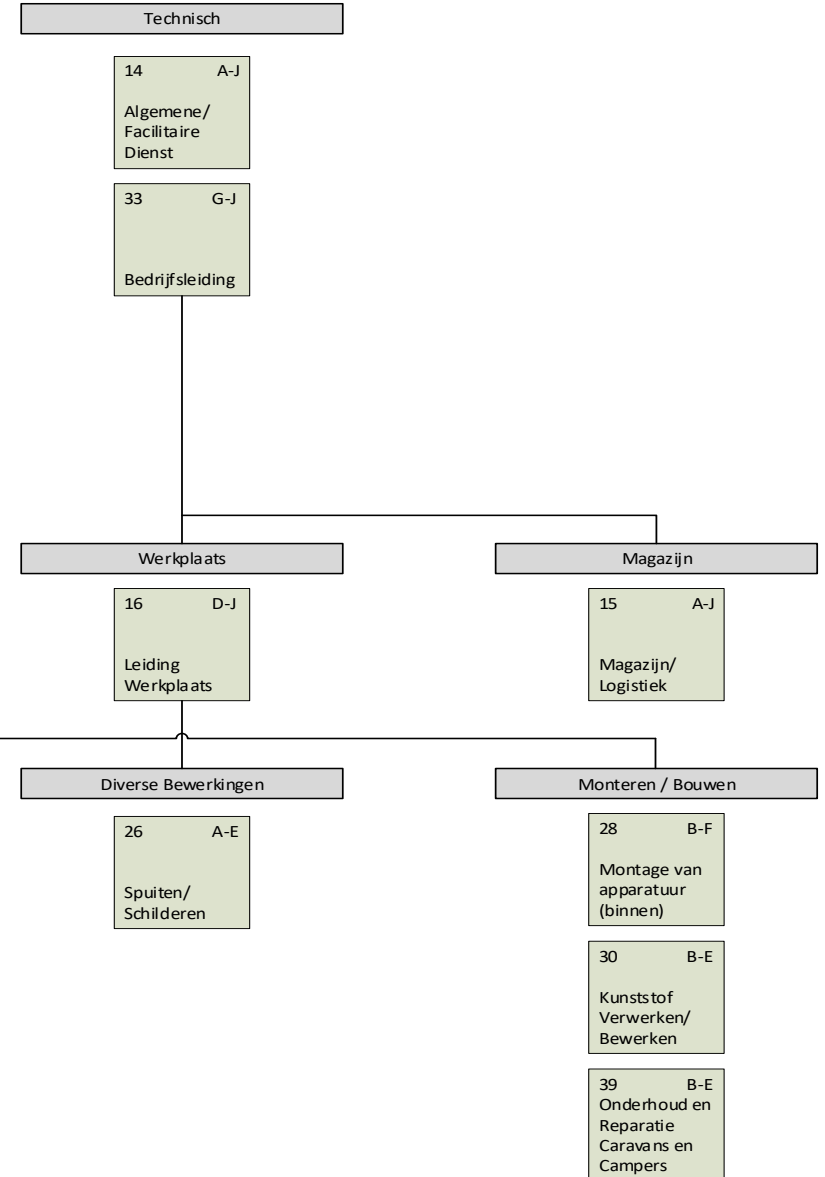 Technisch
14 A-J
Algemene/
Facilitaire
Dienst
33 G-J
Bedrijfsleiding
Werkplaats
16 D-J
Leiding
Werkplaats
Magazijn
15 A-J
Magazijn/
Logistiek
Diverse Bewerkingen
26 A-E
Spuiten/
Schilderen
Monteren / Bouwen
28 B-F
Montage van
apparatuur
(binnen)
30 B-E
Kunststof
Verwerken/
Bewerken
39 B-E
Onderhoud en
Reparatie
Caravans en
Campers